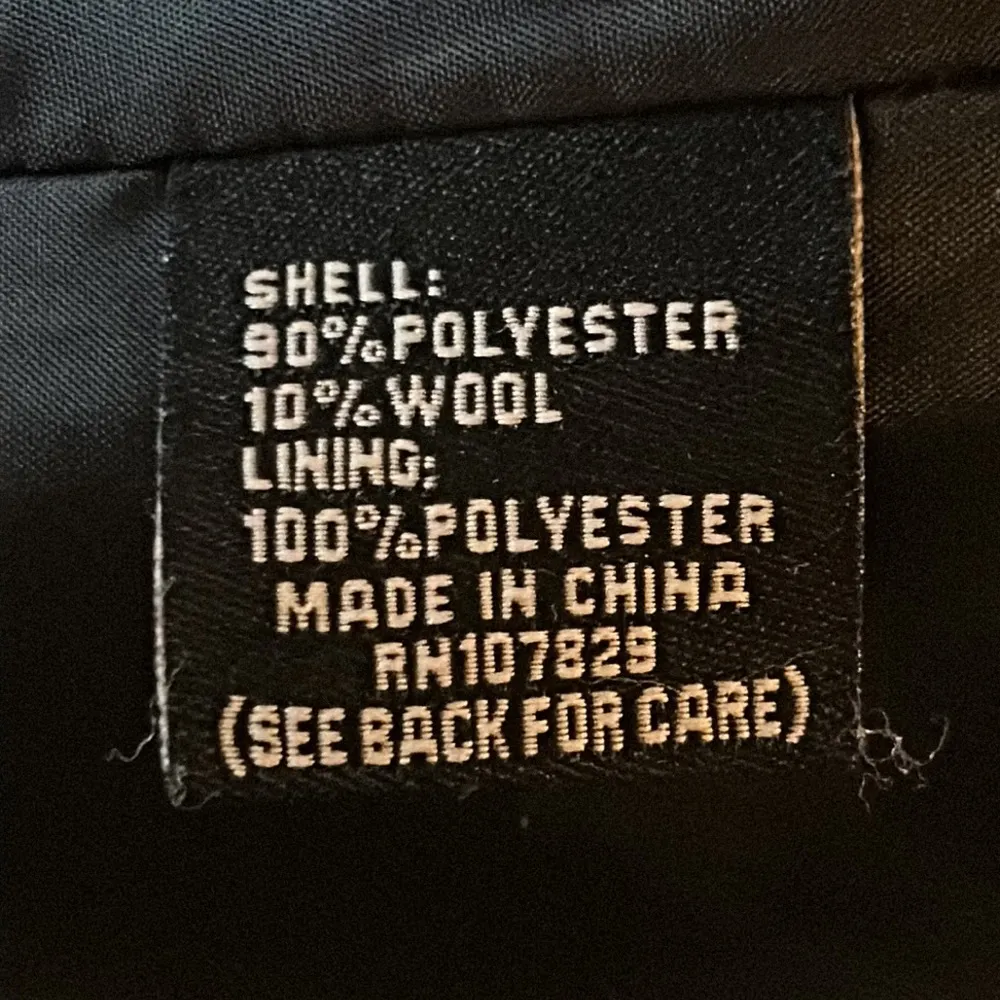 SHELL:
90%POLYESTER
10%WOOL
LINING:
100%POLYESTER
MADE IN CHINA
RN107829
(SEE BACK FOR CARE)